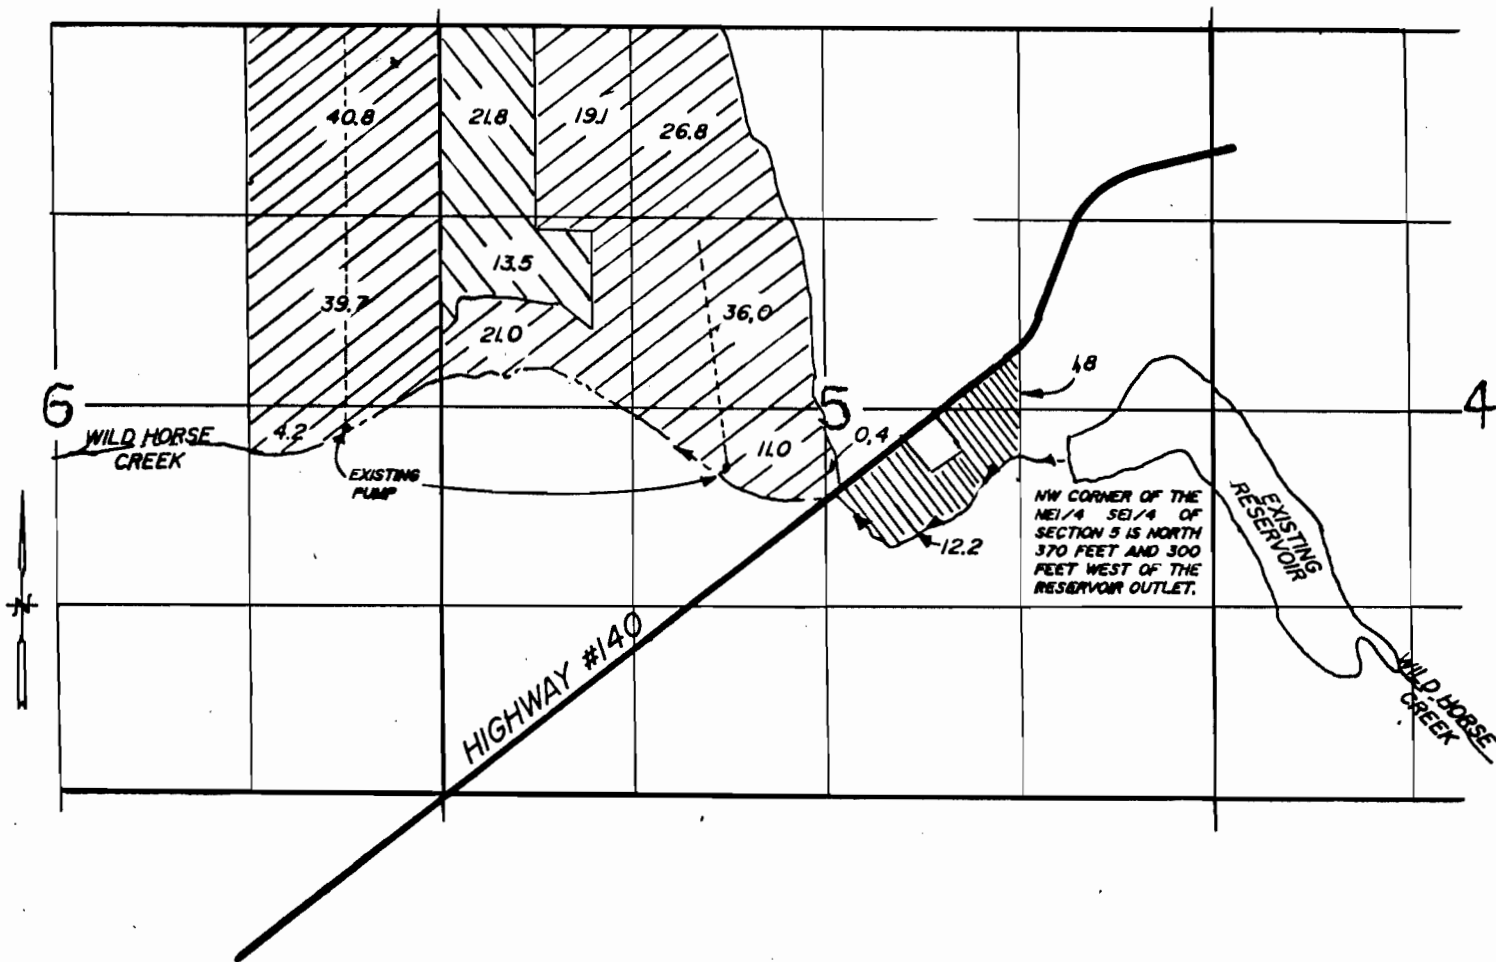 40.8
21.8
19.1
26.8
13.5
39.7
21.0
36.0
1.8
6
5
4
WILD HORSE
CREEK
4.2
11.0
0.4
EXISTING
PUMP
12.2
NW CORNER OF THE
NE1/4 SE1/4 OF
SECTION 5 IS NORTH
370 FEET AND 300
FEET WEST OF THE
RESERVOIR OUTLET.
EXISTING
RESERVOIR
N
HIGHWAY #140
WILD HORSE
CREEK